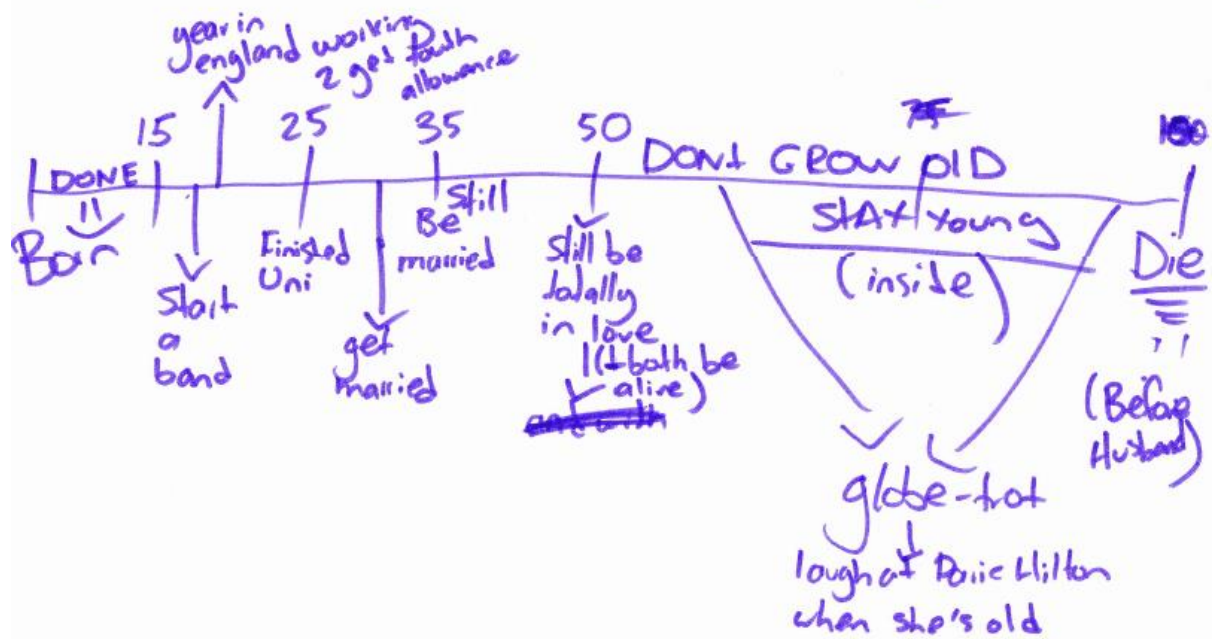 year in
england working
2 get Youth
allowance
15
25
35
50
75
100
DONE
DONT GROW OLD
STAY Young
(inside)
Born
Start
a
band
Finished
Uni
get
married
Still
Be
married
Still be
totally
in love
(+ both be
alive)
Die
(Before
Husband)
globe-trot
laugh at Paris Hilton
when she's old